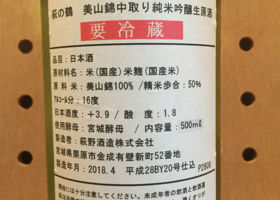 萩の鶴 美山錦中取り純米吟醸生原酒
要冷蔵
品目:日本酒
原材料名:米(国産米)米麹(国産米)
原料米:美山錦100%/精米歩合:50%
アルコール分:16度
日本酒度:+3.9/酸度:1.8
使用酵母:宮城酵母/内容量:500mℓ
製造者:萩野酒造株式会社
宮城県栗原市金成有壁新町52番地
製造年月:2018.4 平成28BY20号仕込 P2808